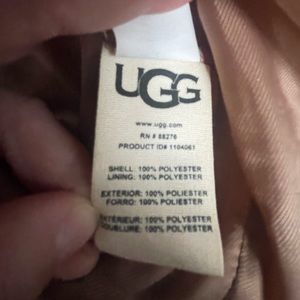 UGG
www.ugg.com
RN # 88276
PRODUCT ID# 1104061
SHELL: 100% POLYESTER
LINING: 100% POLYESTER
EXTERIOR: 100% POLIESTER
FORRO: 100% POLIESTER
EXTÉRIEUR: 100% POLYESTER
DOUBLURE: 100% POLYESTER